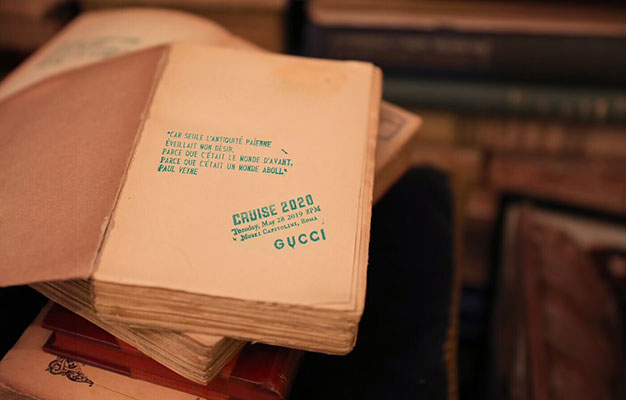 "CAR SEULE L'ANTIQUITÉ PAÏENNE
ÉVEILLAIT MON DÉSIR,
PARCE QUE C'ÉTAIT LE MONDE D'AVANT,
PARCE QUE C'ÉTAIT UN MONDE ABOLI."
PAUL VEYNE
CRUISE 2020
Tuesday, May 28 2019 8PM
Musei Capitolini, Roma
GUCCI